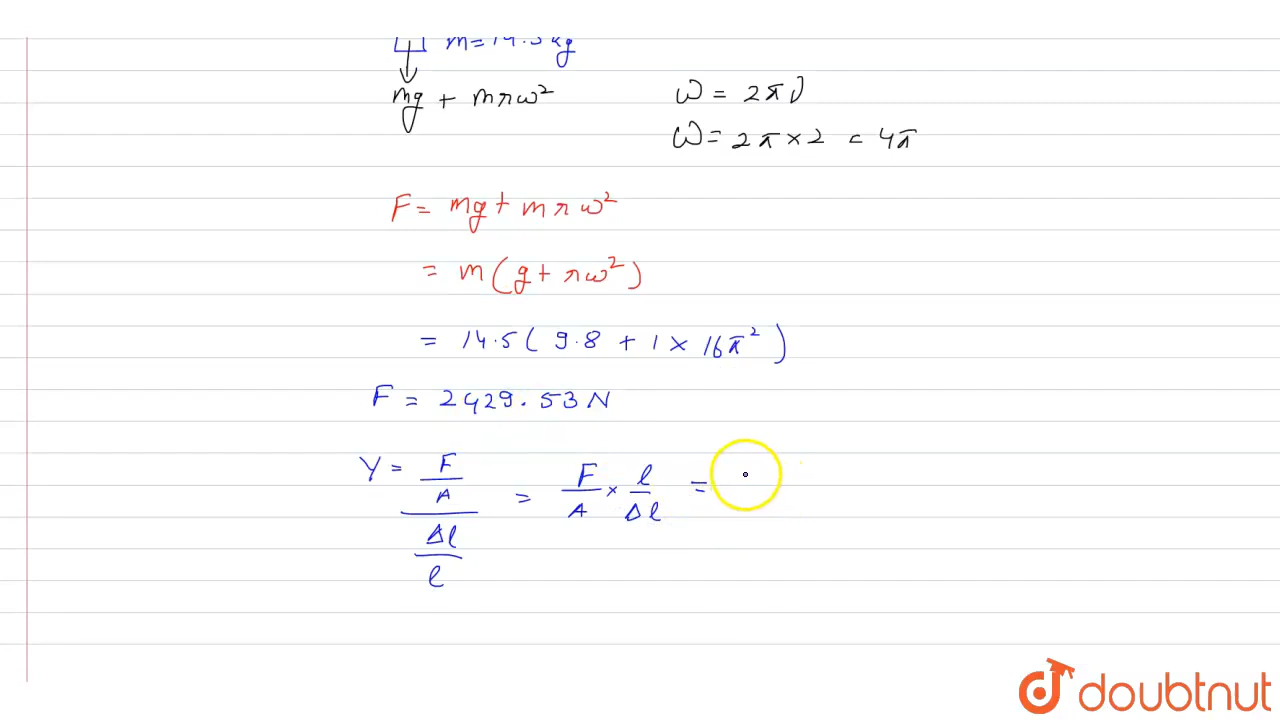 m = 14.5 kg
mg + mrω²
ω = 2πν
ω = 2π × 2 = 4π
F = mg + m r ω²
= m ( g + rω² )
= 14.5 ( 9.8 + 1 × 16π² )
F = 2429.53 N
Y = F/A / Δl/l = F/A × l/Δl =
doubtnut